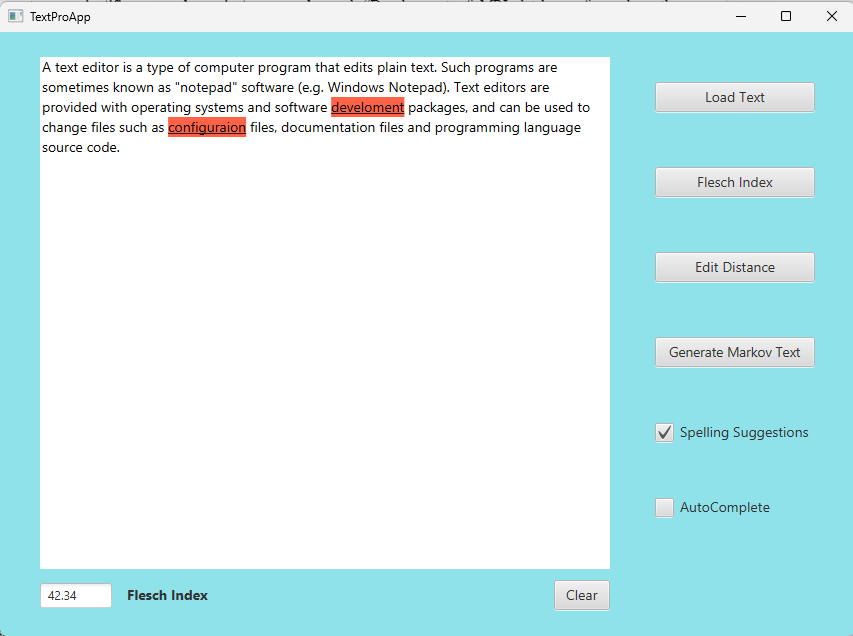 TextProApp
A text editor is a type of computer program that edits plain text. Such programs are
sometimes known as "notepad" software (e.g. Windows Notepad). Text editors are
provided with operating systems and software develoment packages, and can be used to
change files such as configuraion files, documentation files and programming language
source code.
Load Text
Flesch Index
Edit Distance
Generate Markov Text
Spelling Suggestions
AutoComplete
42.34
Flesch Index
Clear